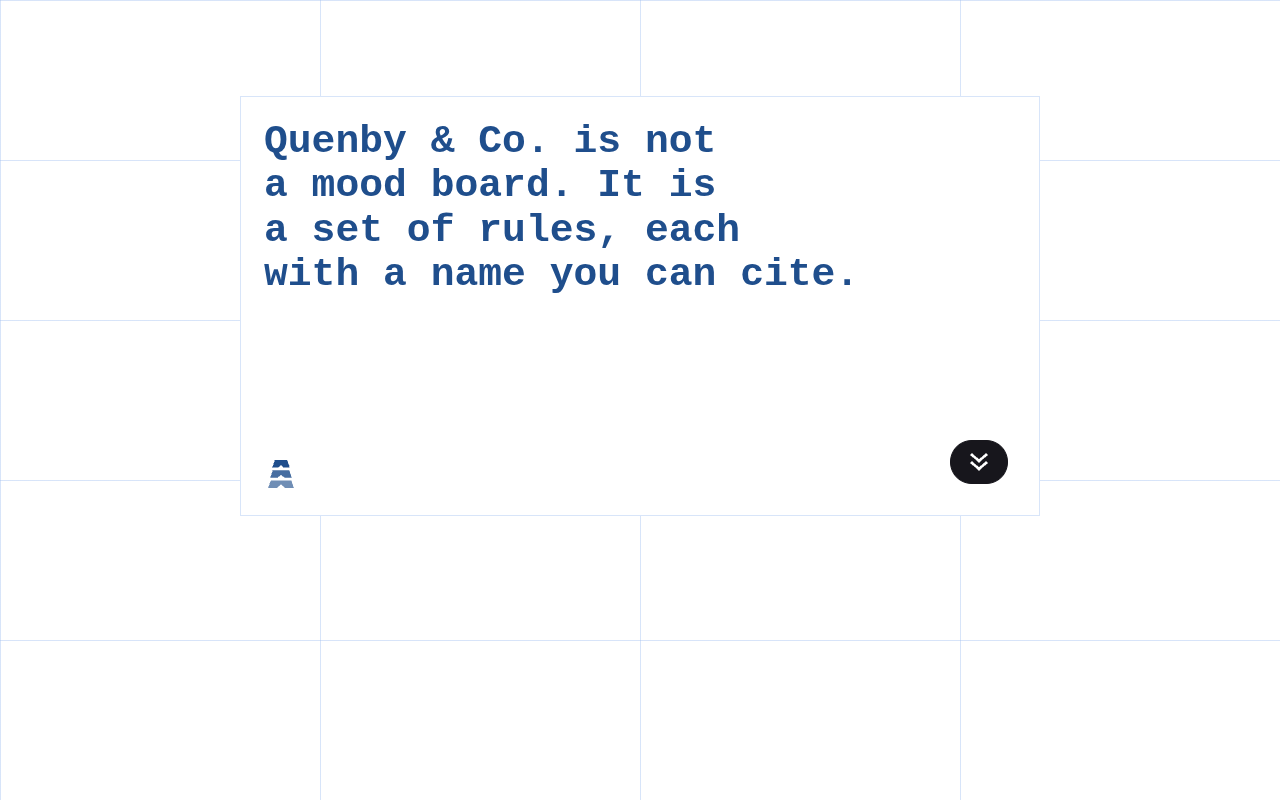 Quenby & Co. is not
a mood board. It is
a set of rules, each
with a name you can cite.